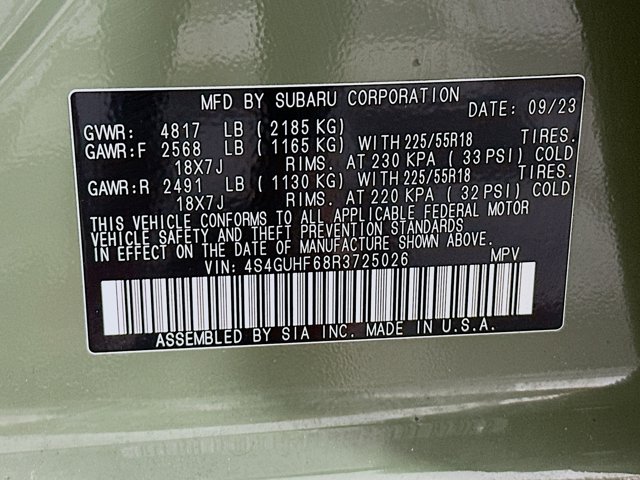 MFD BY SUBARU CORPORATION DATE: 09/23
GVWR: 4817 LB ( 2185 KG)
GAWR:F 2568 LB ( 1165 KG) WITH 225/55R18 TIRES.
18X7J RIMS. AT 230 KPA ( 33 PSI) COLD
GAWR:R 2491 LB ( 1130 KG) WITH 225/55R18 TIRES.
18X7J RIMS. AT 220 KPA ( 32 PSI) COLD
THIS VEHICLE CONFORMS TO ALL APPLICABLE FEDERAL MOTOR
VEHICLE SAFETY AND THEFT PREVENTION STANDARDS
IN EFFECT ON THE DATE OF MANUFACTURE SHOWN ABOVE.
VIN: 4S4GUHF68R3725026 MPV
ASSEMBLED BY SIA INC. MADE IN U.S.A.